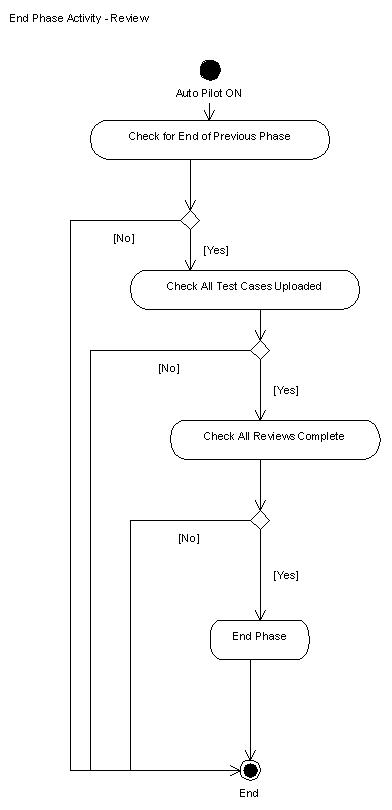 End Phase Activity - Review
Auto Pilot ON
Check for End of Previous Phase
[No]
[Yes]
Check All Test Cases Uploaded
[No]
[Yes]
Check All Reviews Complete
[No]
[Yes]
End Phase
End